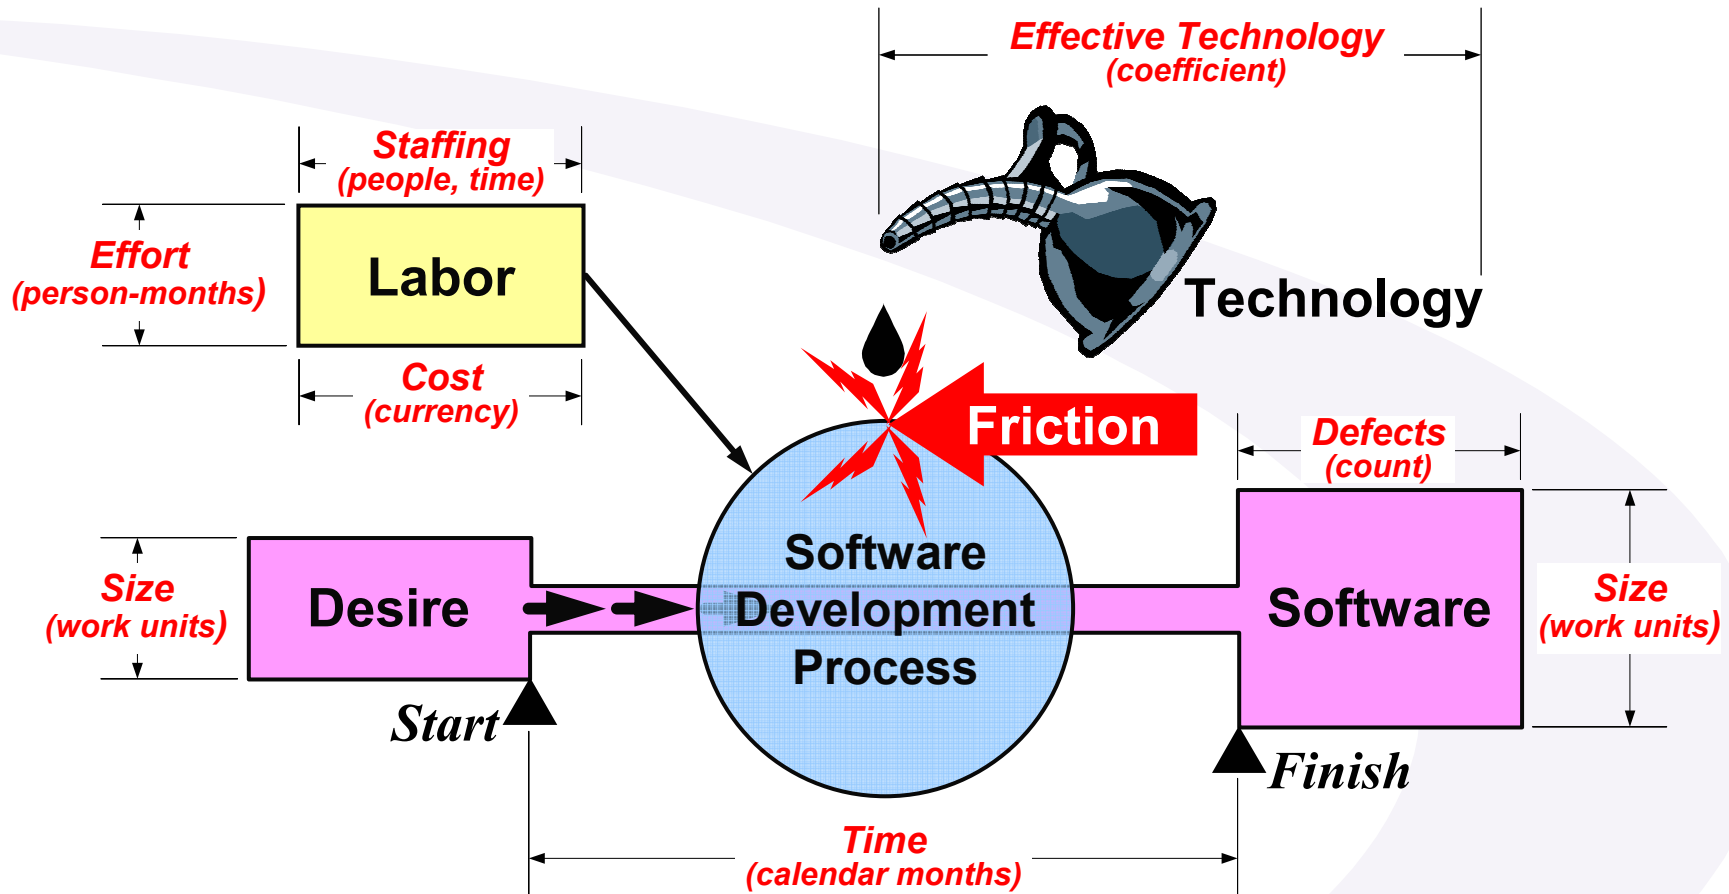 Effective Technology
(coefficient)
Staffing
(people, time)
Effort
(person-months)
Labor
Technology
Cost
(currency)
Friction
Defects
(count)
Size
(work units)
Desire
Software
Development
Process
Software
Size
(work units)
Start
Finish
Time
(calendar months)